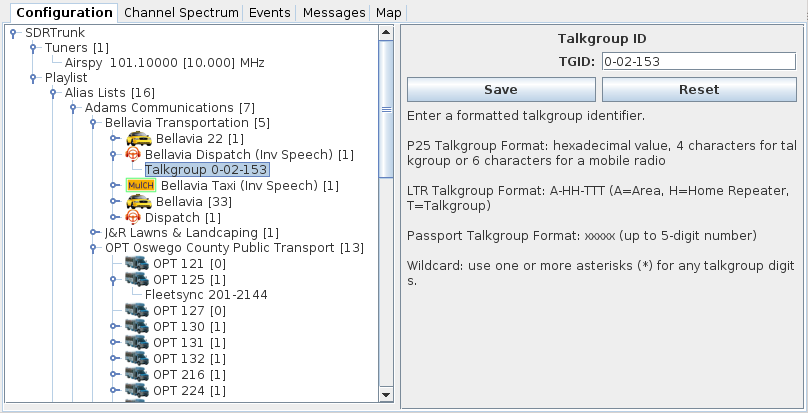 Configuration
Channel Spectrum
Events
Messages
Map
SDRTrunk
Tuners [1]
Airspy 101.10000 [10.000] MHz
Playlist
Alias Lists [16]
Adams Communications [7]
Bellavia Transportation [5]
Bellavia 22 [1]
Bellavia Dispatch (Inv Speech) [1]
Talkgroup 0-02-153
MulCH Bellavia Taxi (Inv Speech) [1]
Bellavia [33]
Dispatch [1]
J&R Lawns & Landscaping [1]
OPT Oswego County Public Transport [13]
OPT 121 [0]
OPT 125 [1]
Fleetsync 201-2144
OPT 127 [0]
OPT 130 [1]
OPT 131 [1]
OPT 132 [1]
OPT 216 [1]
OPT 224 [1]
Talkgroup ID
TGID: 0-02-153
Save
Reset
Enter a formatted talkgroup identifier.
P25 Talkgroup Format: hexadecimal value, 4 characters for tal
kgroup or 6 characters for a mobile radio
LTR Talkgroup Format: A-HH-TTT (A=Area, H=Home Repeater,
T=Talkgroup)
Passport Talkgroup Format: xxxxx (up to 5-digit number)
Wildcard: use one or more asterisks (*) for any talkgroup digit
s.